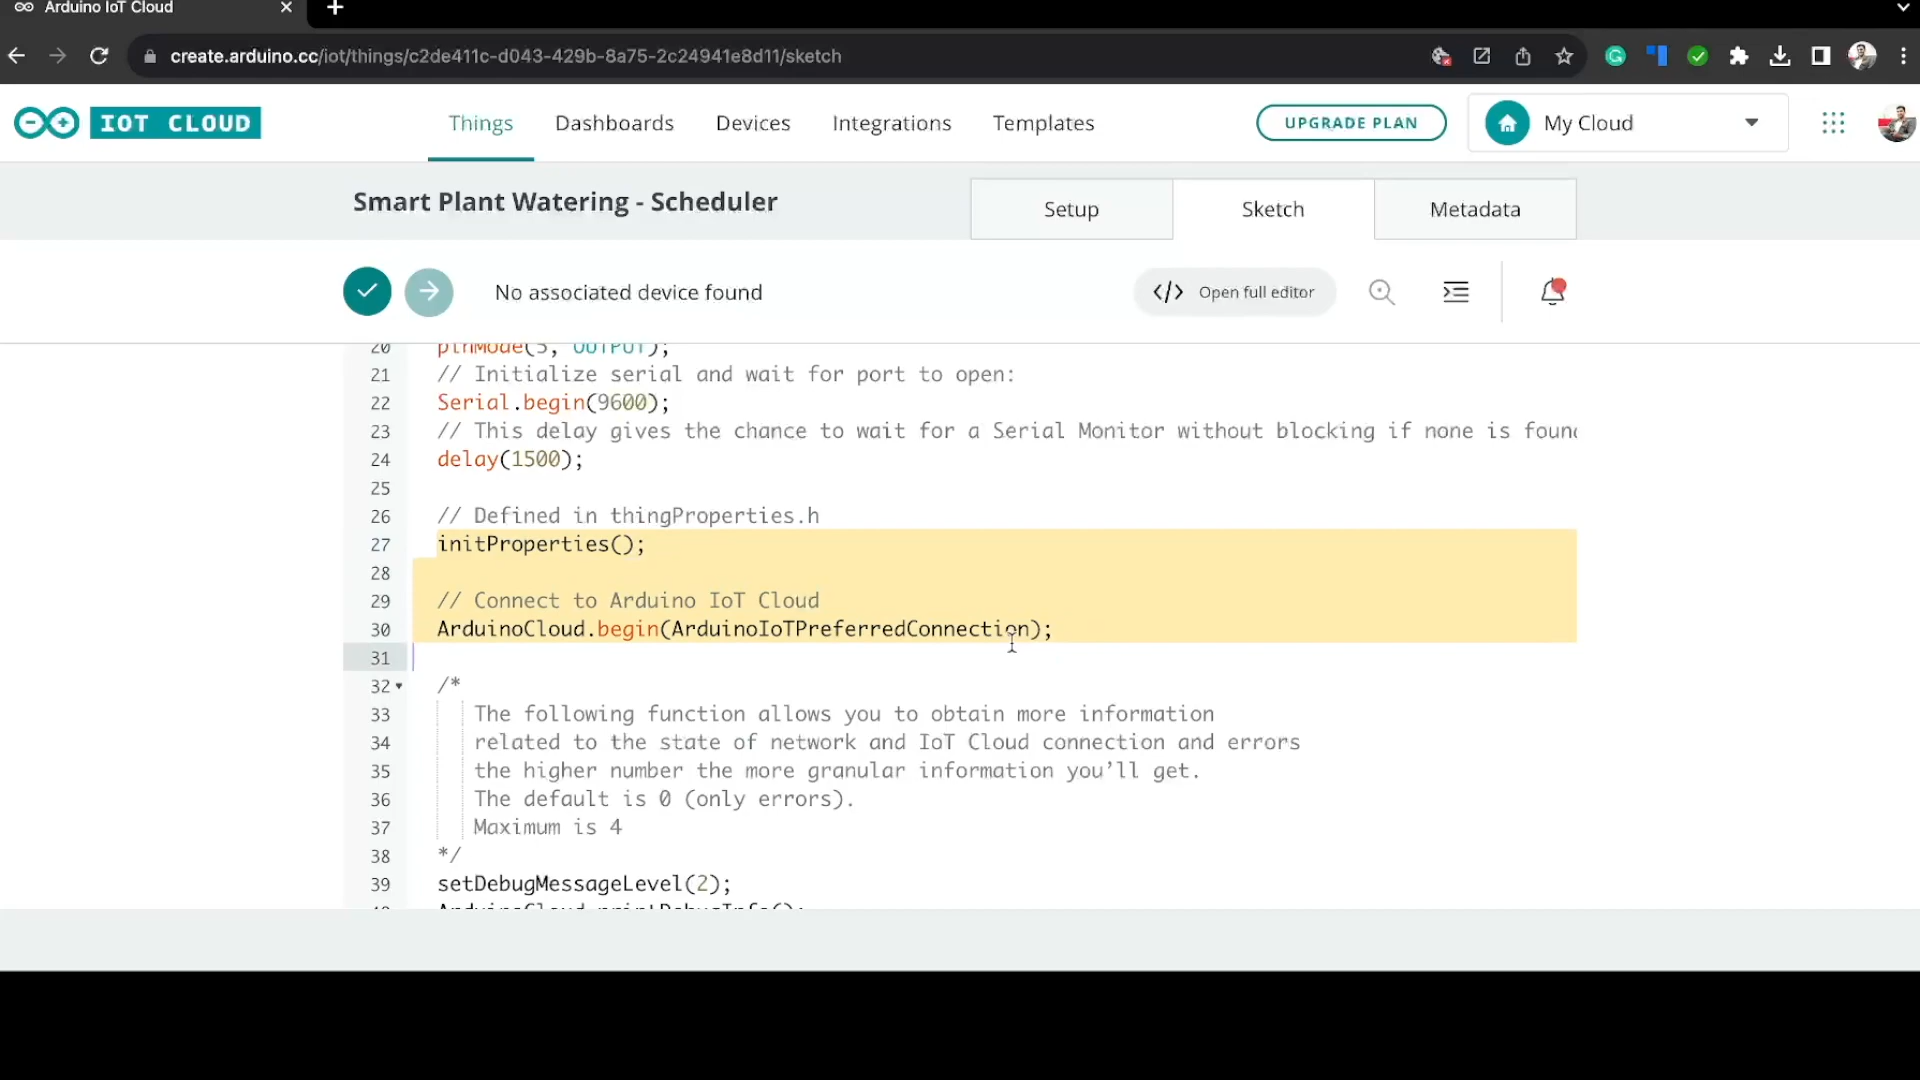 Arduino IoT Cloud
create.arduino.cc/iot/things/c2de411c-d043-429b-8a75-2c24941e8d11/sketch
IOT CLOUD
Things
Dashboards
Devices
Integrations
Templates
UPGRADE PLAN
My Cloud
Smart Plant Watering - Scheduler
Setup
Sketch
Metadata
No associated device found
</> Open full editor
20 pinMode(5, OUTPUT);
21 // Initialize serial and wait for port to open:
22 Serial.begin(9600);
23 // This delay gives the chance to wait for a Serial Monitor without blocking if none is foun
24 delay(1500);
25
26 // Defined in thingProperties.h
27 initProperties();
28
29 // Connect to Arduino IoT Cloud
30 ArduinoCloud.begin(ArduinoIoTPreferredConnection);
31
32 /*
33 The following function allows you to obtain more information
34 related to the state of network and IoT Cloud connection and errors
35 the higher number the more granular information you’ll get.
36 The default is 0 (only errors).
37 Maximum is 4
38 */
39 setDebugMessageLevel(2);
40 ArduinoCloud.printDebugInfo();